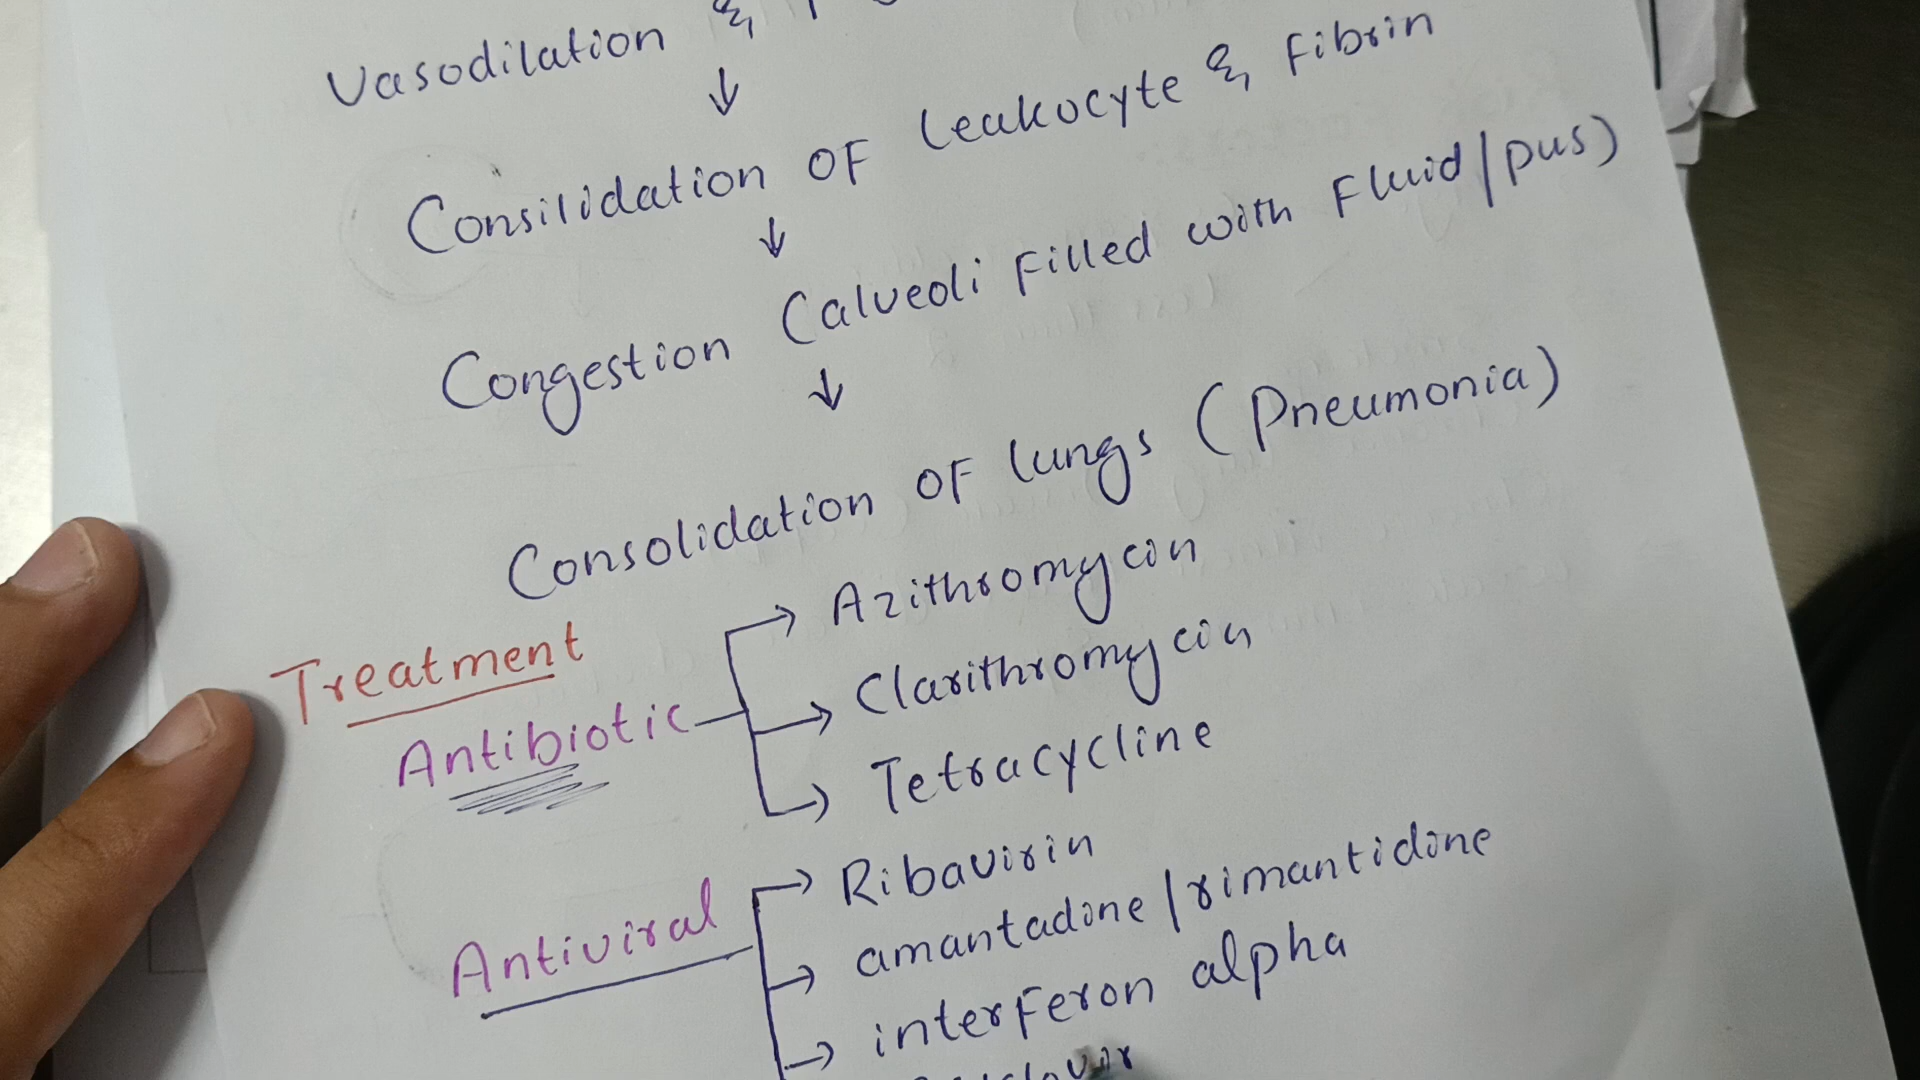 Vasodilation &
↓
Consilidation OF Leukocyte & Fibrin
↓
Congestion (alveoli Filled with Fluid/pus)
↓
Consolidation OF lungs (Pneumonia)
Treatment
Antibiotic → Azithromycin
→ Clarithromycin
→ Tetracycline
Antiviral → Ribavirin
→ amantadine/rimantidine
→ interferon alpha